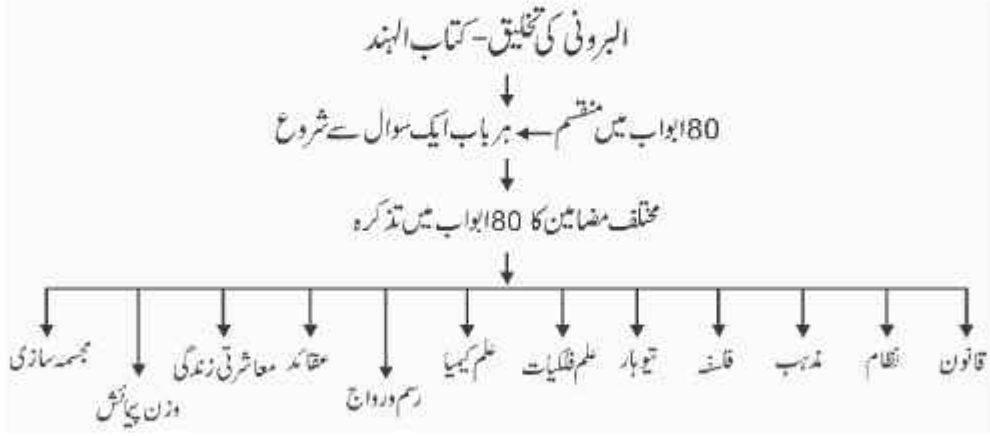 البرونی کی تخلیق - کتاب الہند
80 ابواب میں منقسم ← ہر باب ایک سوال سے شروع
مختلف مضامین کا 80 ابواب میں تذکرہ
قانون نظام مذہب فلسفہ تیوہار علم فلکیات علم کیمیا رسم ورواج عقائد معاشرتی زندگی وزن پیمائش مجسمہ سازی